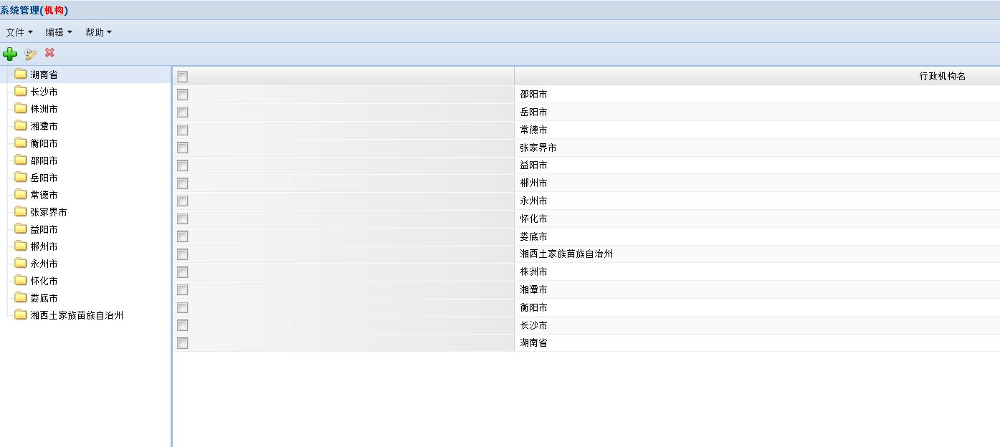 系统管理(机构)
文件 编辑 帮助
湖南省
长沙市
株洲市
湘潭市
衡阳市
邵阳市
岳阳市
常德市
张家界市
益阳市
郴州市
永州市
怀化市
娄底市
湘西土家族苗族自治州
行政机构名
邵阳市
岳阳市
常德市
张家界市
益阳市
郴州市
永州市
怀化市
娄底市
湘西土家族苗族自治州
株洲市
湘潭市
衡阳市
长沙市
湖南省